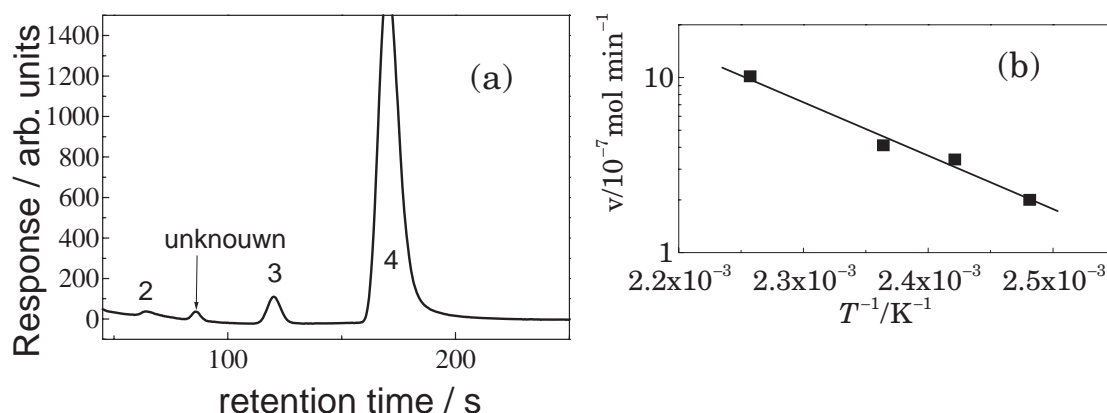 1400
1200
1000
800
600
400
200
0
Response / arb. units
(a)
unknouwn
2
3
4
100
200
retention time / s
(b)
10
1
v/10⁻⁷mol min⁻¹
2.2x10⁻³ 2.3x10⁻³ 2.4x10⁻³ 2.5x10⁻³
T⁻¹/K⁻¹